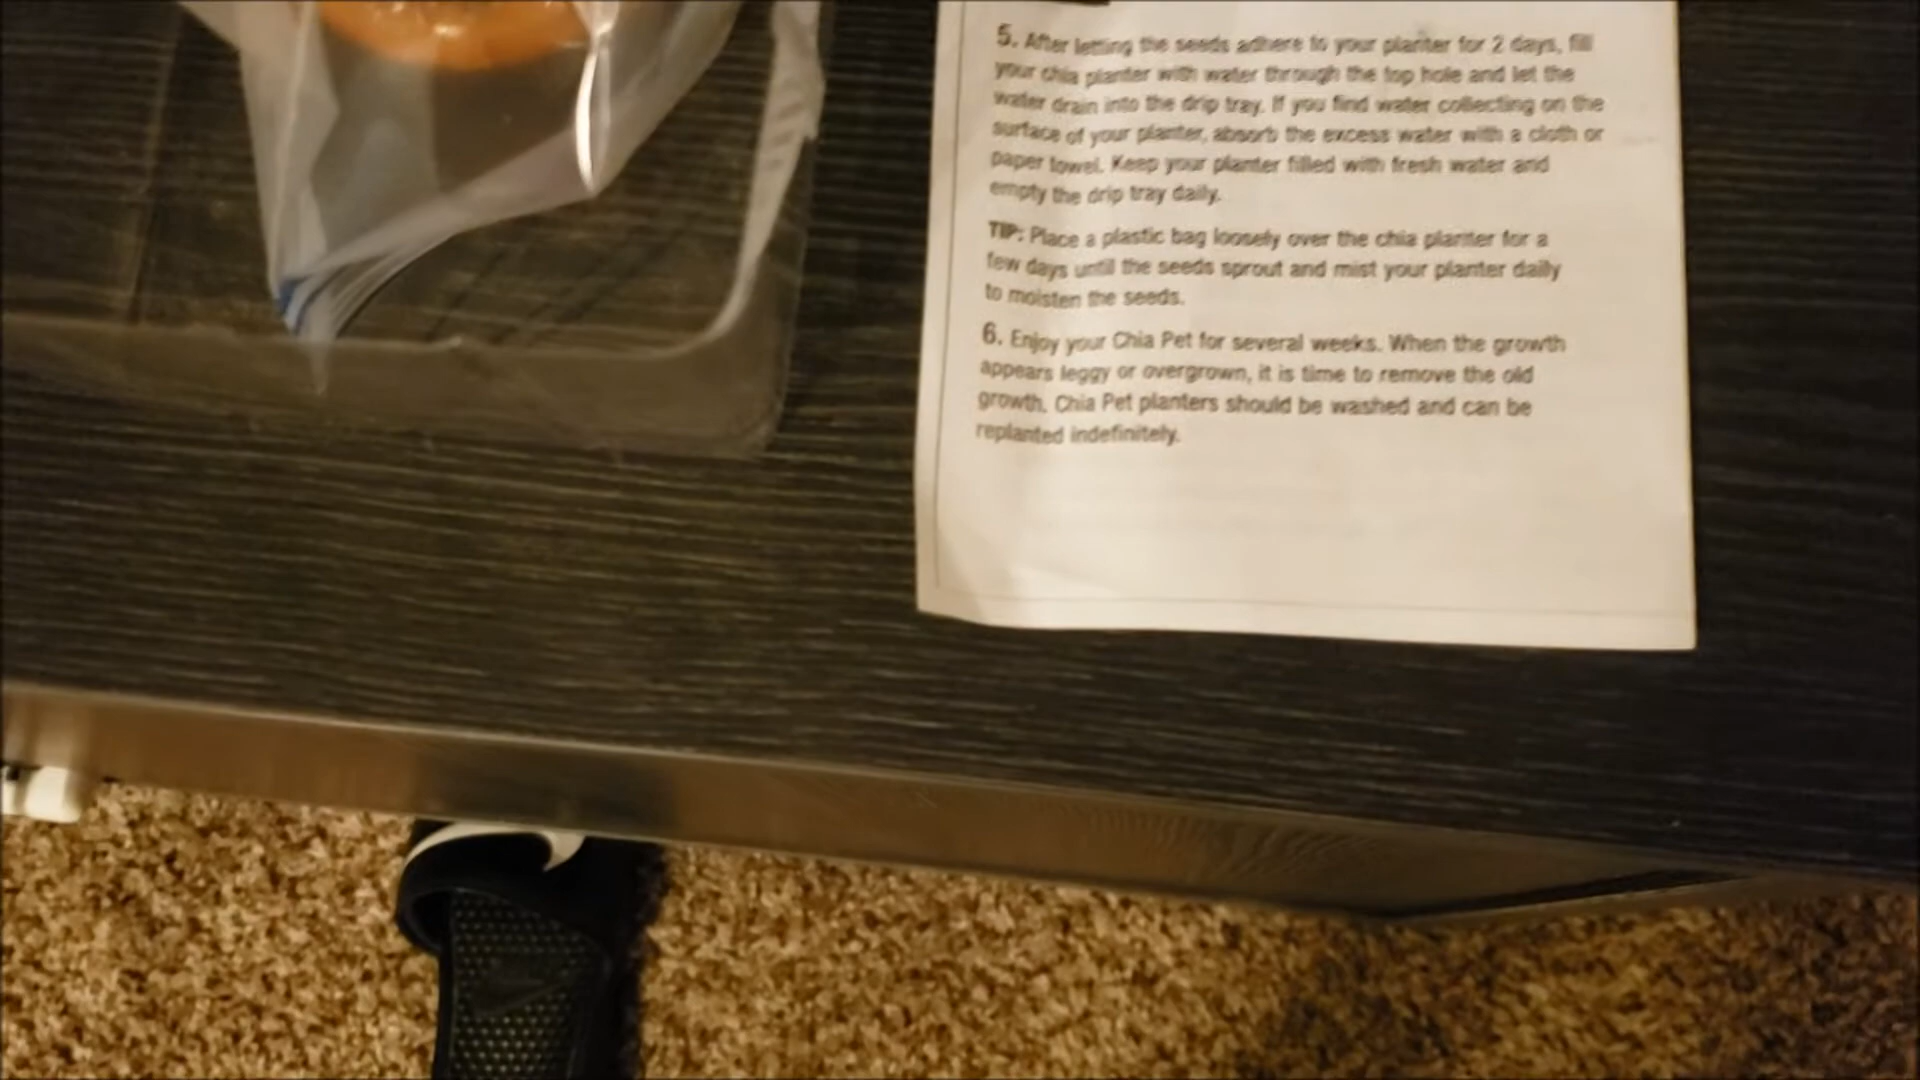 5. After letting the seeds adhere to your planter for 2 days, fill
your chia planter with water through the top hole and let the
water drain into the drip tray. If you find water collecting on the
surface of your planter, absorb the excess water with a cloth or
paper towel. Keep your planter filled with fresh water and
empty the drip tray daily.
TIP: Place a plastic bag loosely over the chia planter for a
few days until the seeds sprout and mist your planter daily
to moisten the seeds.
6. Enjoy your Chia Pet for several weeks. When the growth
appears leggy or overgrown, it is time to remove the old
growth. Chia Pet planters should be washed and can be
replanted indefinitely.